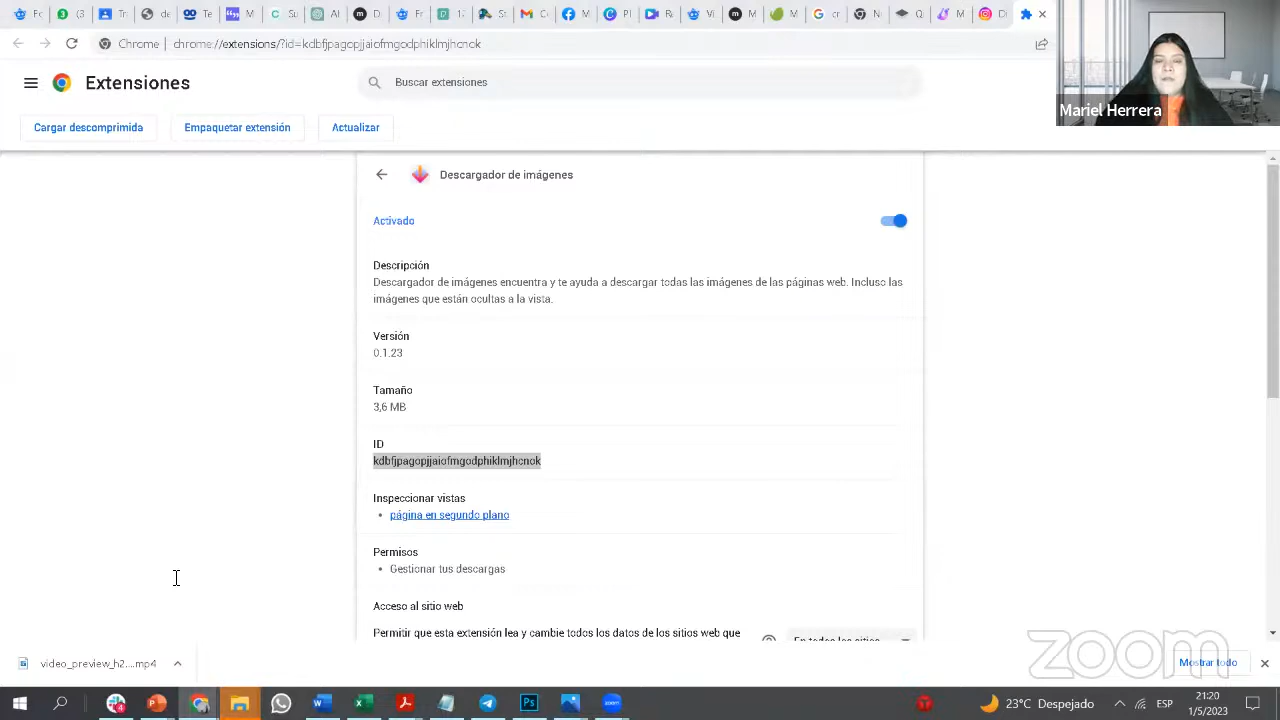 Chrome | chrome://extensions/?id=kdbfjpagopjjaiofmgodphiklmjhcnok
Extensiones
Buscar extensiones
Mariel Herrera
Cargar descomprimida
Empaquetar extensión
Actualizar
Descargador de imágenes
Activado
Descripción
Descargador de imágenes encuentra y te ayuda a descargar todas las imágenes de las páginas web. Incluso las
imágenes que están ocultas a la vista.
Versión
0.1.23
Tamaño
3,6 MB
ID
kdbfjpagopjjaiofmgodphiklmjhcnok
Inspeccionar vistas
• página en segundo plano
Permisos
• Gestionar tus descargas
Acceso al sitio web
Permitir que esta extensión lea y cambie todos los datos de los sitios web que
En todos los sitios
zoom
video_preview_h2....mp4
Mostrar todo
23°C Despejado
ESP
21:20
1/5/2023